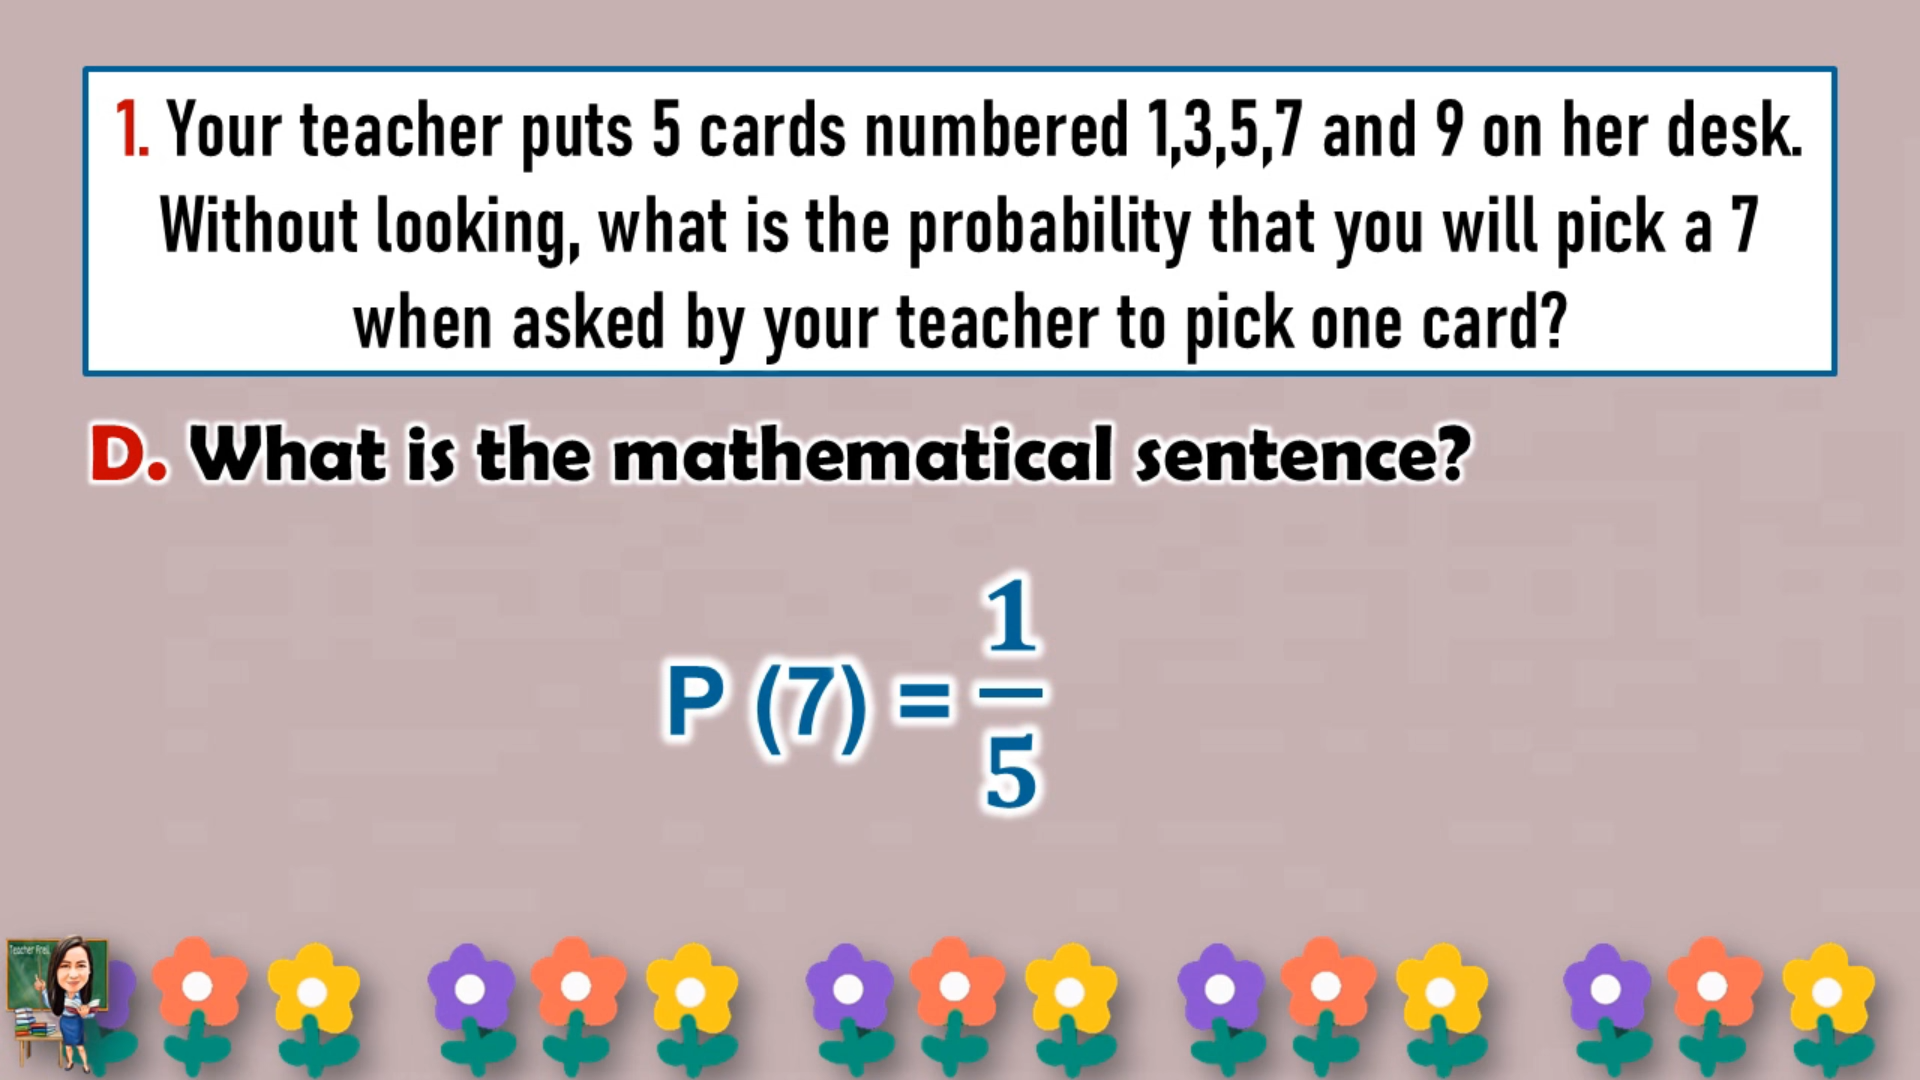 1. Your teacher puts 5 cards numbered 1,3,5,7 and 9 on her desk.
Without looking, what is the probability that you will pick a 7
when asked by your teacher to pick one card?
D. What is the mathematical sentence?
P (7) = 1/5